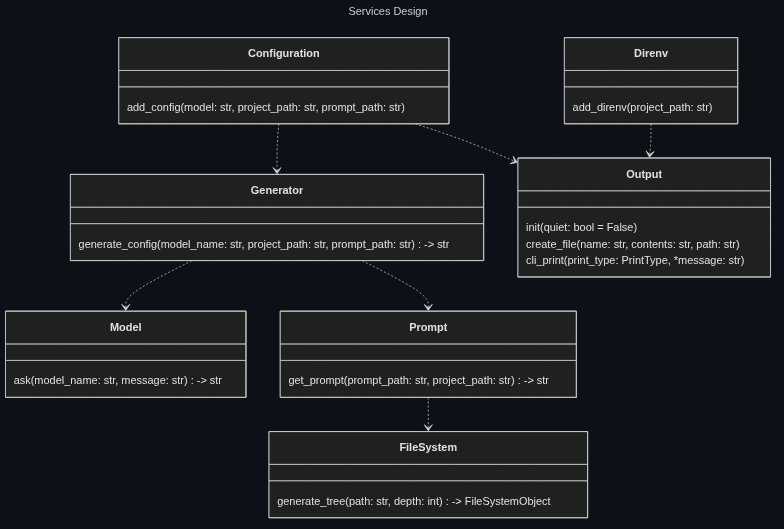 Services Design
Configuration
add_config(model: str, project_path: str, prompt_path: str)
Direnv
add_direnv(project_path: str)
Generator
generate_config(model_name: str, project_path: str, prompt_path: str) : -> str
Output
init(quiet: bool = False)
create_file(name: str, contents: str, path: str)
cli_print(print_type: PrintType, *message: str)
Model
ask(model_name: str, message: str) : -> str
Prompt
get_prompt(prompt_path: str, project_path: str) : -> str
FileSystem
generate_tree(path: str, depth: int) : -> FileSystemObject